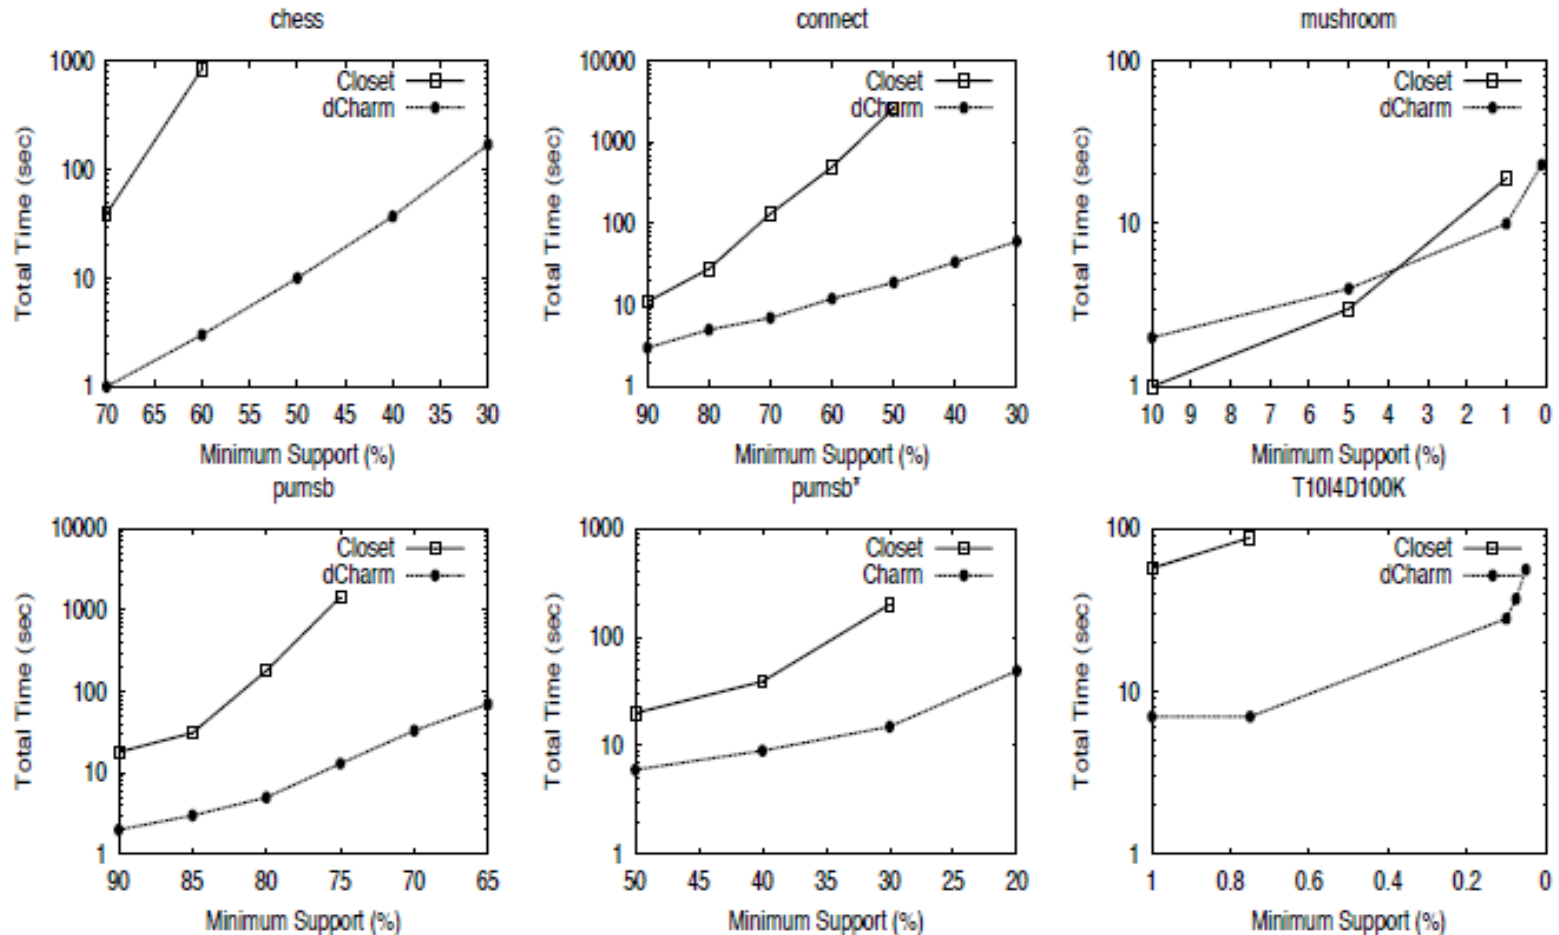 chess
1000
Closet
dCharm
100
10
1
Total Time (sec)
70 65 60 55 50 45 40 35 30
Minimum Support (%)
connect
10000
Closet
dCharm
1000
100
10
1
Total Time (sec)
90 80 70 60 50 40 30
Minimum Support (%)
mushroom
100
Closet
dCharm
10
1
Total Time (sec)
10 9 8 7 6 5 4 3 2 1 0
Minimum Support (%)
pumsb
10000
Closet
dCharm
1000
100
10
1
Total Time (sec)
90 85 80 75 70 65
Minimum Support (%)
pumsb*
1000
Closet
Charm
100
10
1
Total Time (sec)
50 45 40 35 30 25 20
Minimum Support (%)
T10I4D100K
100
Closet
dCharm
10
1
Total Time (sec)
1 0.8 0.6 0.4 0.2 0
Minimum Support (%)